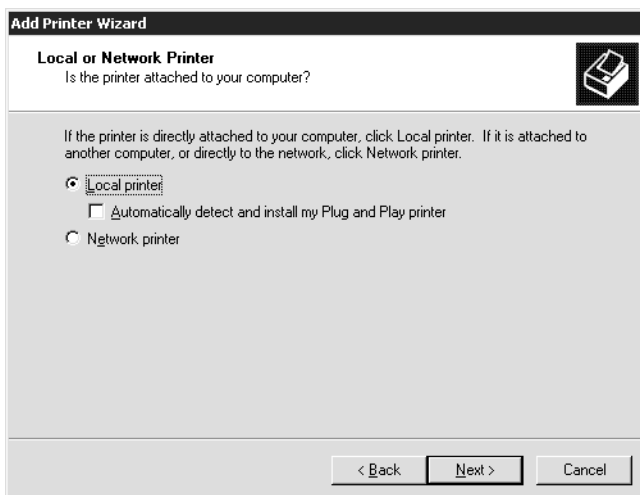 Add Printer Wizard
Local or Network Printer
Is the printer attached to your computer?
If the printer is directly attached to your computer, click Local printer.  If it is attached to
another computer, or directly to the network, click Network printer.
Local printer
Automatically detect and install my Plug and Play printer
Network printer
< Back
Next >
Cancel